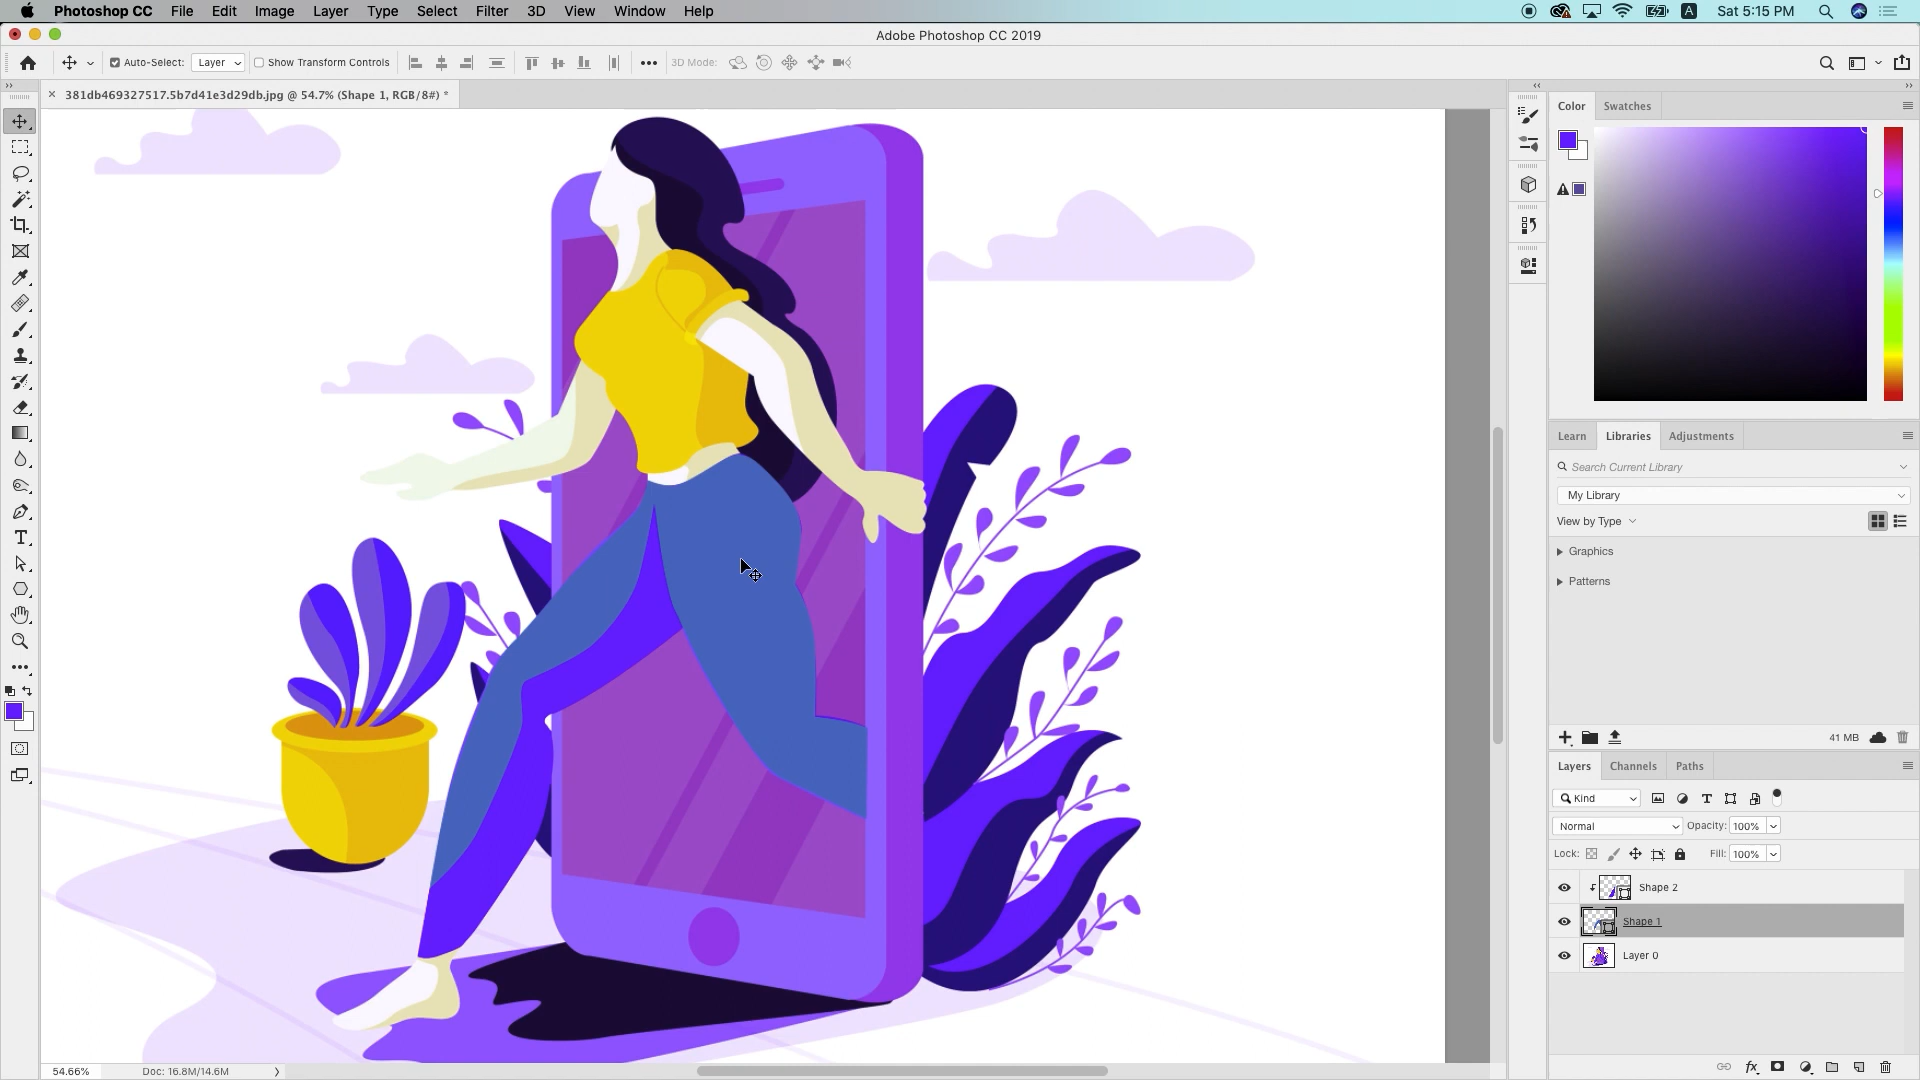 Photoshop CC File Edit Image Layer Type Select Filter 3D View Window Help
A Sat 5:15 PM
Adobe Photoshop CC 2019
Auto-Select: Layer Show Transform Controls 3D Mode:
381db469327517.5b7d41e3d29db.jpg @ 54.7% (Shape 1, RGB/8#) *
Color Swatches
Learn Libraries Adjustments
Search Current Library
My Library
View by Type
Graphics
Patterns
41 MB
Layers Channels Paths
Kind
Normal Opacity: 100%
Lock: Fill: 100%
Shape 2
Shape 1
Layer 0
54.66% Doc: 16.8M/14.6M